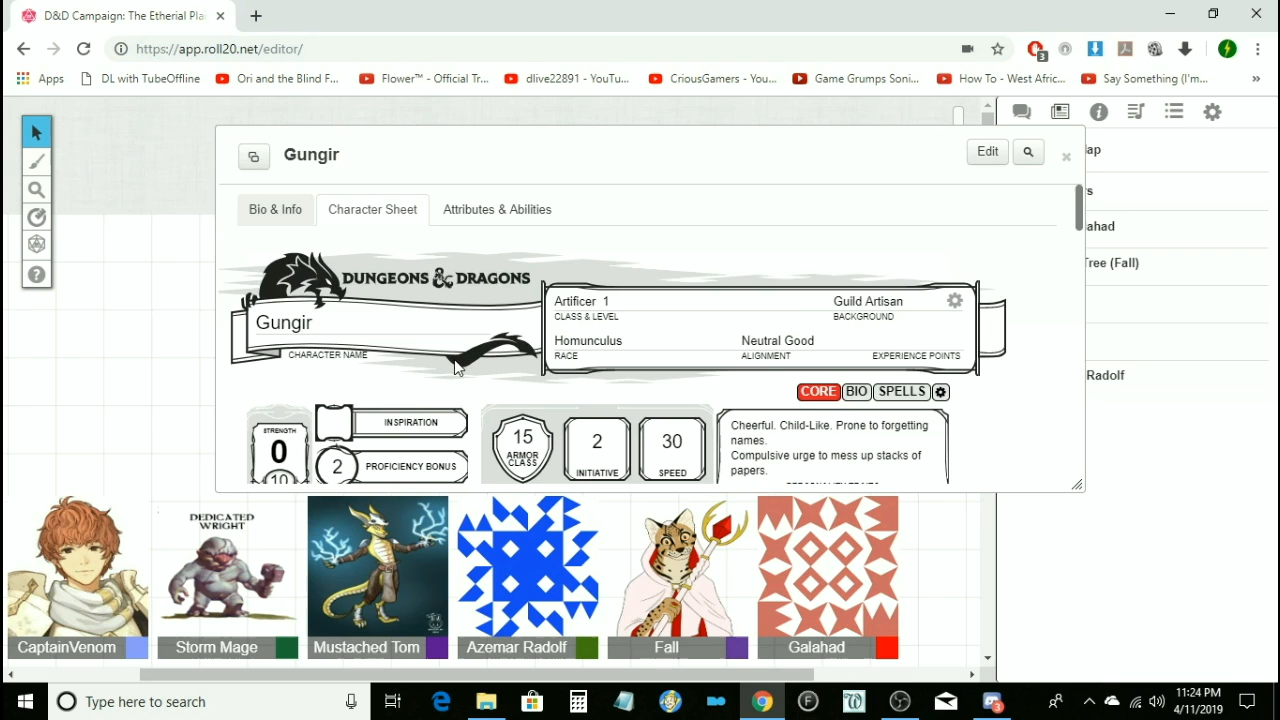 D&D Campaign: The Etherial Pla
https://app.roll20.net/editor/
3
Apps
DL with TubeOffline
Ori and the Blind F...
Flower™ - Official Tr...
dlive22891 - YouTu...
CriousGamers - You...
Game Grumps Soni...
How To - West Afric...
Say Something (I'm...
»
Gungir
Edit
Bio & Info
Character Sheet
Attributes & Abilities
DUNGEONS & DRAGONS
Gungir
CHARACTER NAME
Artificer 1
CLASS & LEVEL
Guild Artisan
BACKGROUND
Homunculus
RACE
Neutral Good
ALIGNMENT
EXPERIENCE POINTS
CORE
BIO
SPELLS
STRENGTH
0
10
INSPIRATION
2
PROFICIENCY BONUS
15
ARMOR
CLASS
2
INITIATIVE
30
SPEED
Cheerful. Child-Like. Prone to forgetting
names.
Compulsive urge to mess up stacks of
papers.
ap
s
ahad
Tree (Fall)
Radolf
DEDICATED
WRIGHT
CaptainVenom
Storm Mage
Mustached Tom
Azemar Radolf
Fall
Galahad
Type here to search
3
11:24 PM
4/11/2019